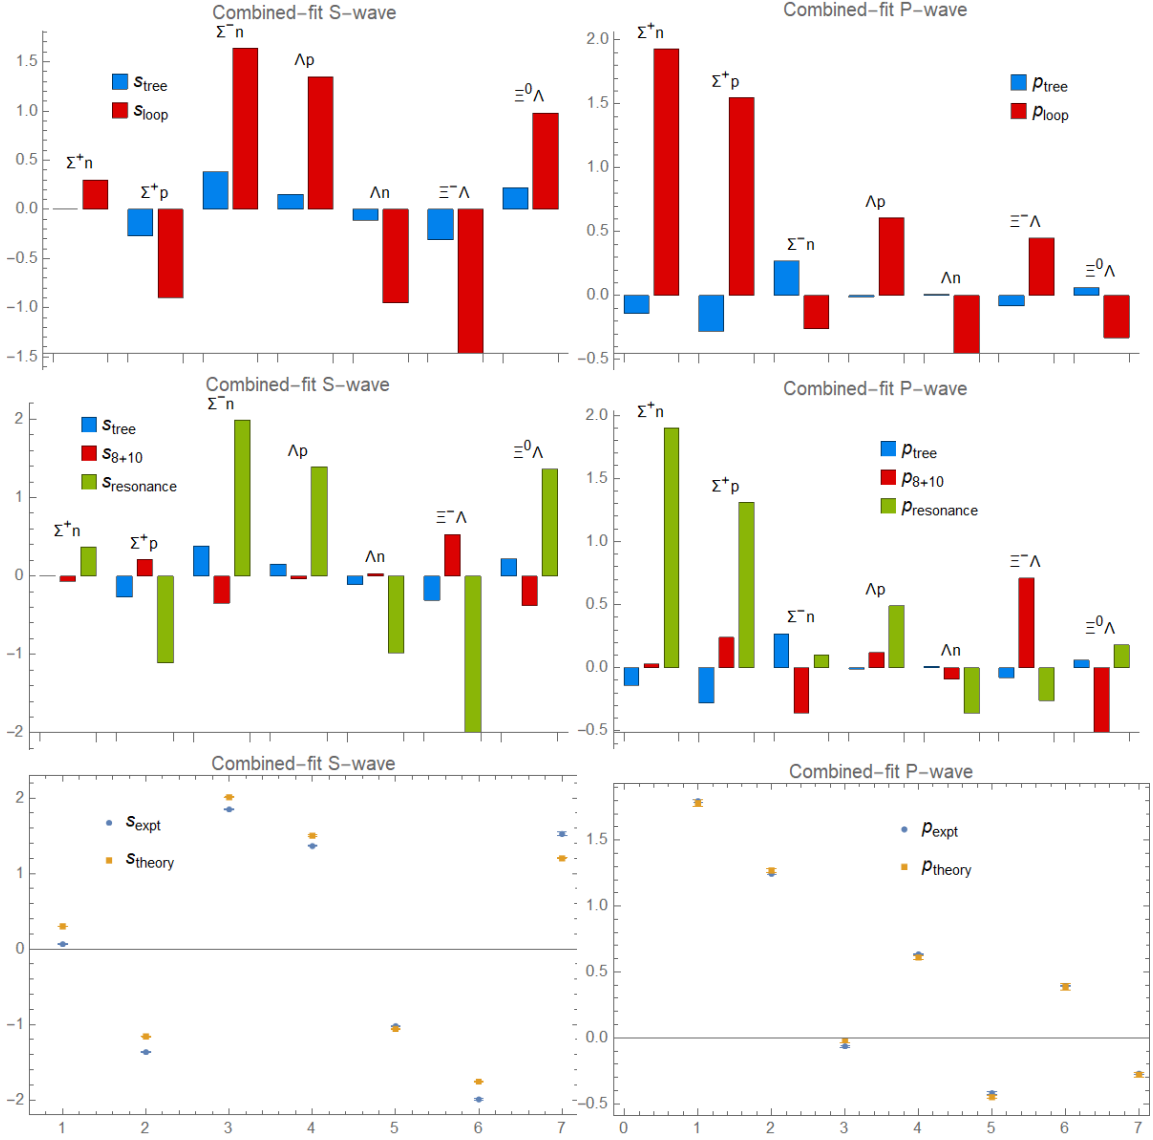 Combined-fit S-wave
Σ⁻n
Λp
Ξ⁰Λ
Σ⁺n
Σ⁺p
Λn
Ξ⁻Λ
s_tree
s_loop
1.5
1.0
0.5
0.0
−0.5
−1.0
−1.5
Combined-fit P-wave
Σ⁺n
Σ⁺p
Λp
Σ⁻n
Λn
Ξ⁻Λ
Ξ⁰Λ
p_tree
p_loop
2.0
1.5
1.0
0.5
0.0
−0.5
Combined-fit S-wave
Σ⁻n
Λp
Ξ⁰Λ
Σ⁺n
Σ⁺p
Λn
Ξ⁻Λ
s_tree
s_8+10
s_resonance
2
1
0
−1
−2
Combined-fit P-wave
Σ⁺n
Σ⁺p
Λp
Σ⁻n
Λn
Ξ⁻Λ
Ξ⁰Λ
p_tree
p_8+10
p_resonance
2.0
1.5
1.0
0.5
0.0
−0.5
Combined-fit S-wave
s_expt
s_theory
2
1
0
−1
−2
1 2 3 4 5 6 7
Combined-fit P-wave
p_expt
p_theory
1.5
1.0
0.5
0.0
−0.5
0 1 2 3 4 5 6 7